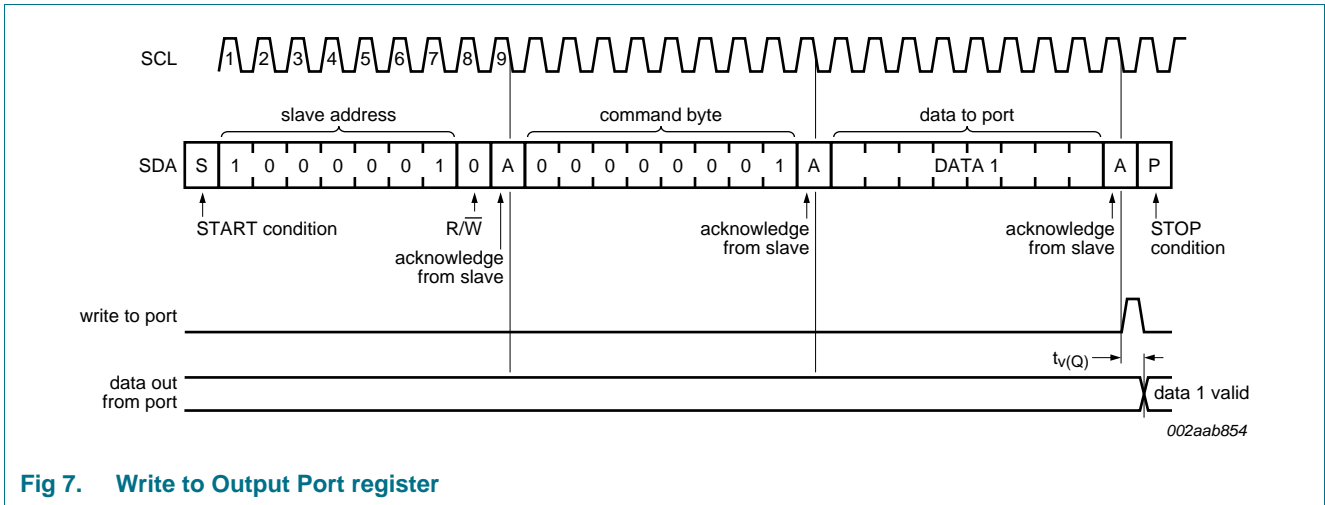 SCL 1 2 3 4 5 6 7 8 9
slave address command byte data to port
SDA S 1 0 0 0 0 0 1 0 A 0 0 0 0 0 0 0 1 A DATA 1 A P
START condition
R/W̅
acknowledge
from slave
acknowledge
from slave
acknowledge
from slave
STOP
condition
write to port
tv(Q)
data out
from port
data 1 valid
002aab854
Fig 7. Write to Output Port register